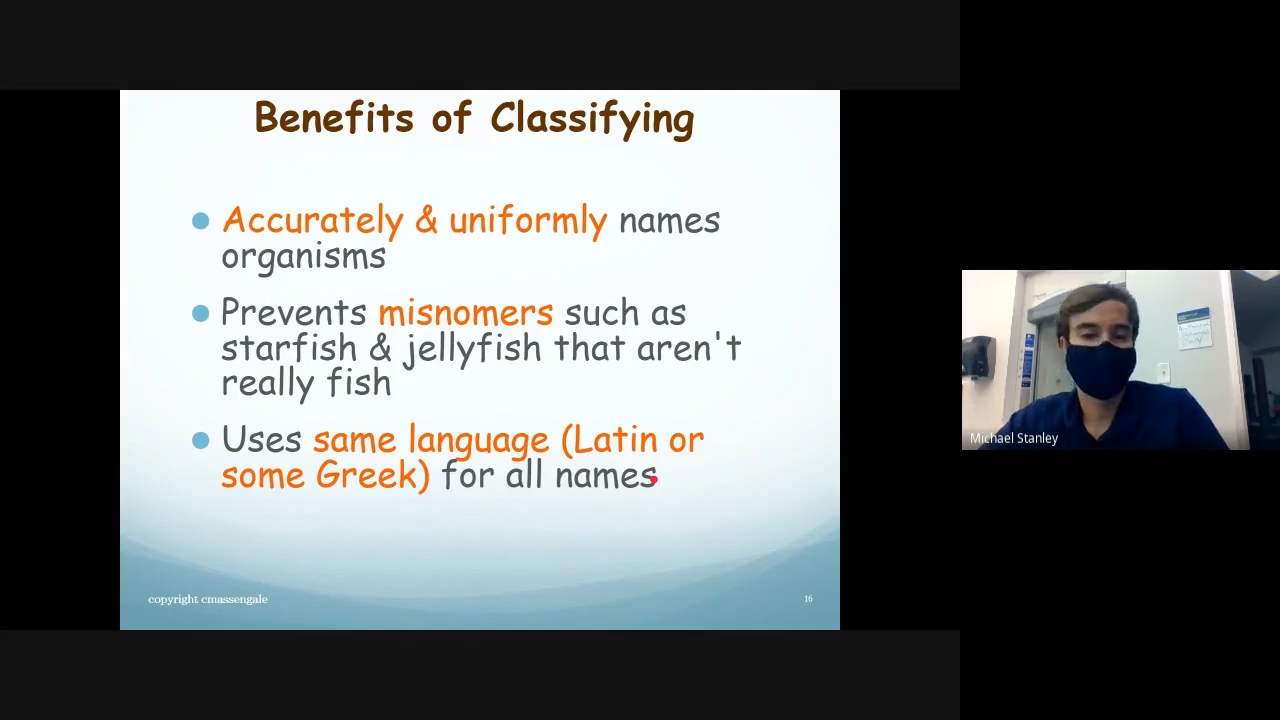 Benefits of Classifying
Accurately & uniformly names
organisms
Prevents misnomers such as
starfish & jellyfish that aren't
really fish
Uses same language (Latin or
some Greek) for all names
copyright cmassengale
16
Michael Stanley